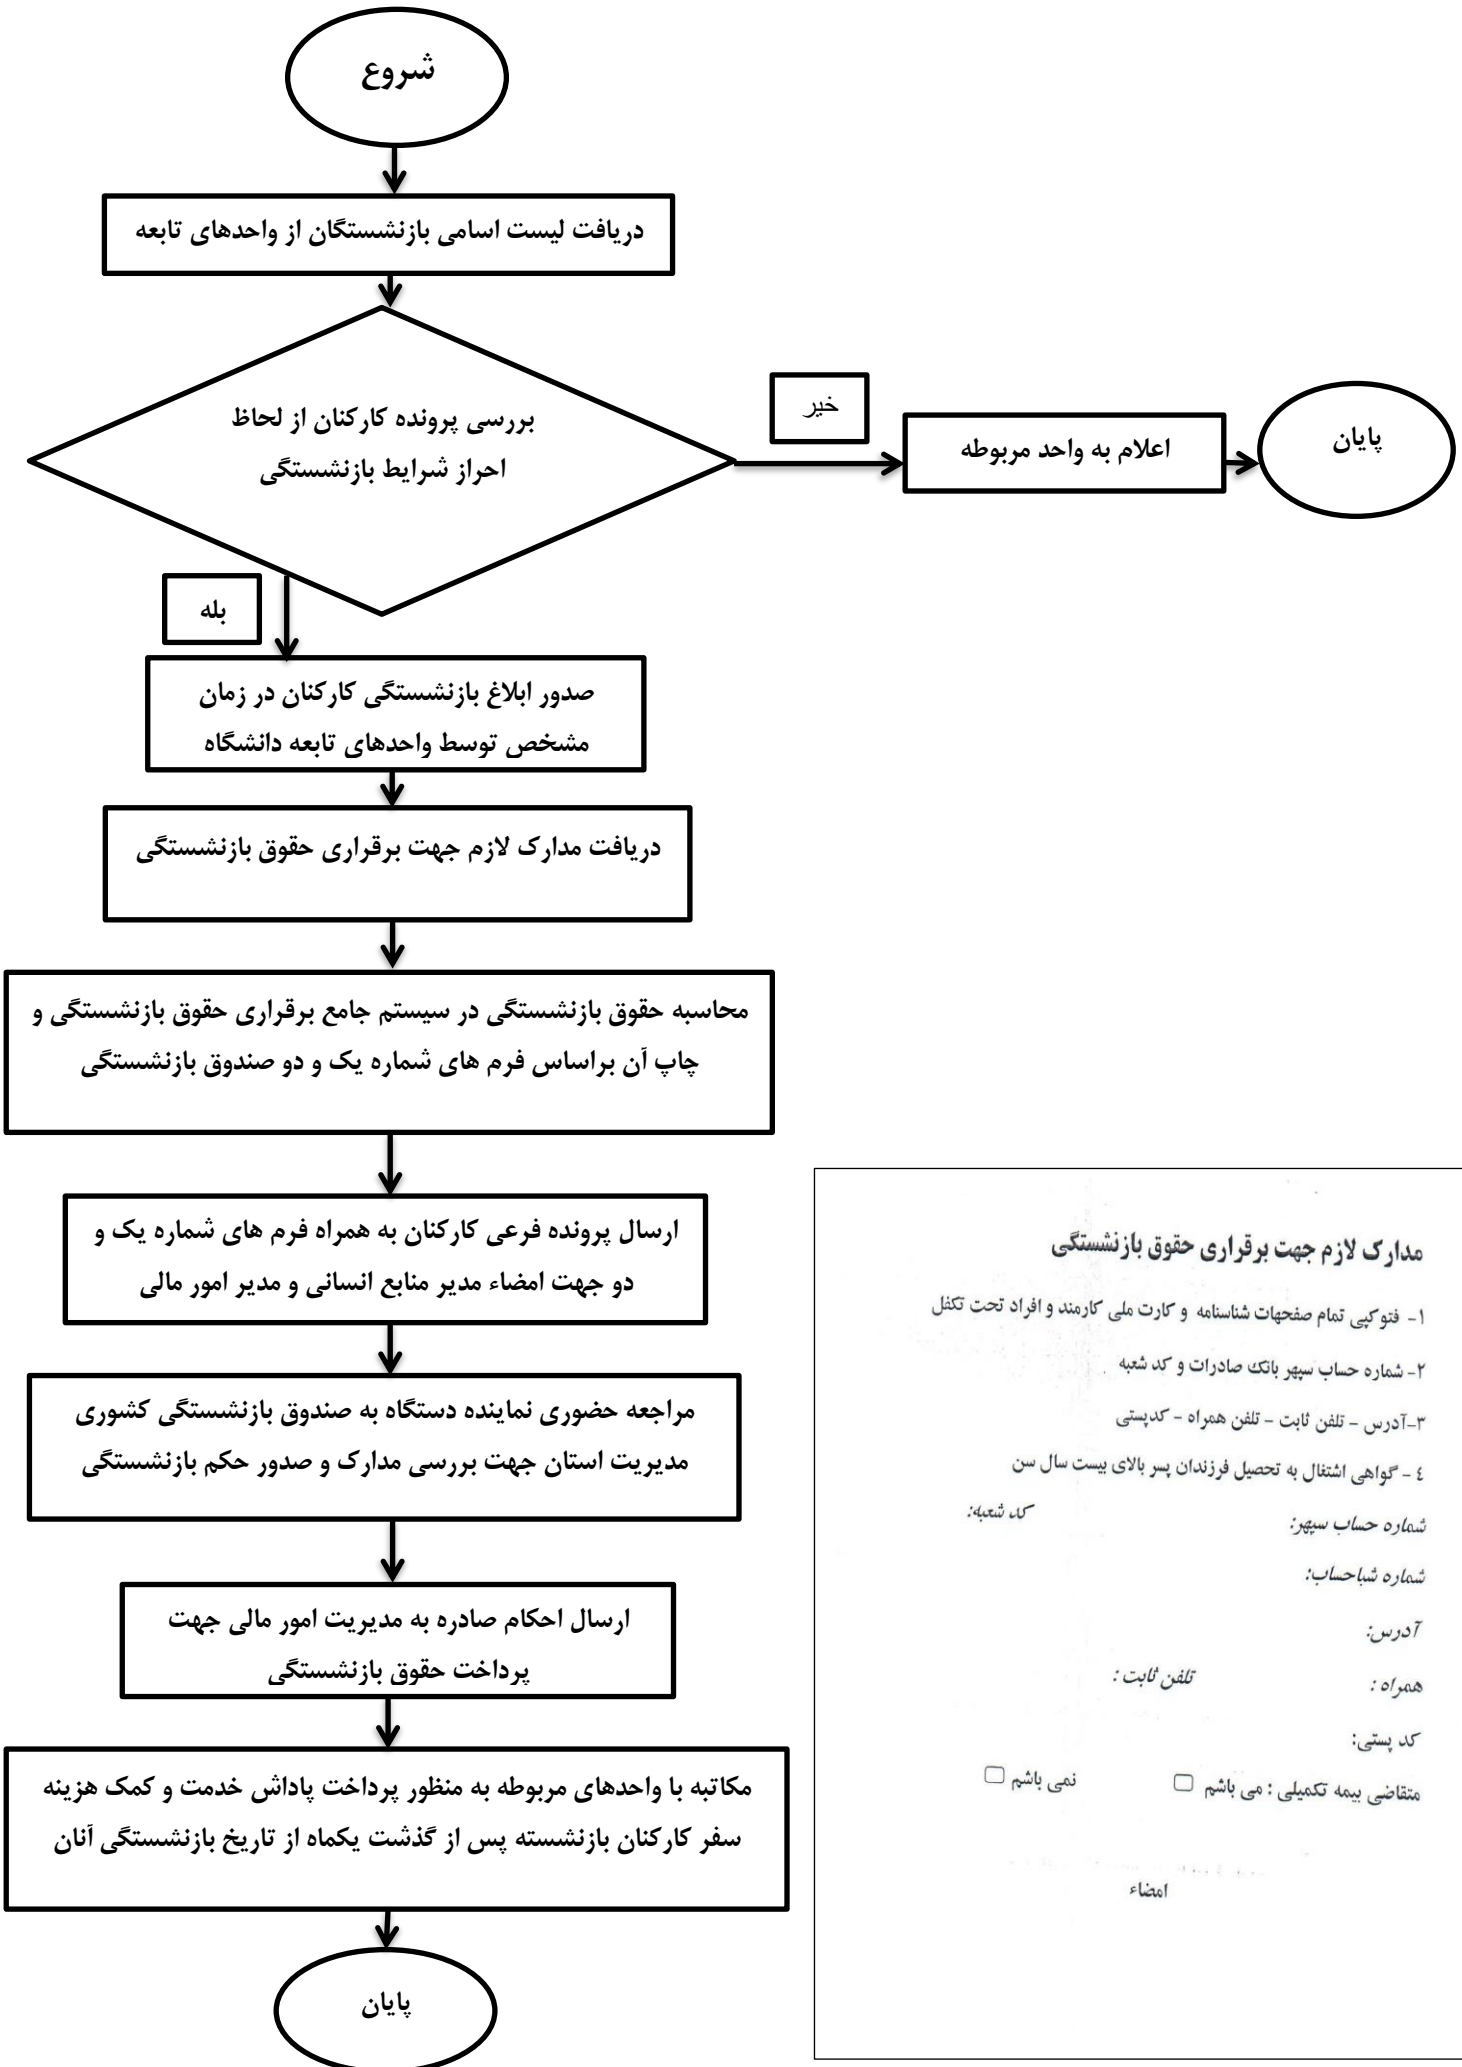 شروع
دریافت لیست اسامی بازنشستگان از واحدهای تابعه
بررسی پرونده کارکنان از لحاظ
احراز شرایط بازنشستگی
خیر
اعلام به واحد مربوطه
پایان
بله
صدور ابلاغ بازنشستگی کارکنان در زمان
مشخص توسط واحدهای تابعه دانشگاه
دریافت مدارک لازم جهت برقراری حقوق بازنشستگی
محاسبه حقوق بازنشستگی در سیستم جامع برقراری حقوق بازنشستگی و
چاپ آن براساس فرم های شماره یک و دو صندوق بازنشستگی
ارسال پرونده فرعی کارکنان به همراه فرم های شماره یک و
دو جهت امضاء مدیر منابع انسانی و مدیر امور مالی
مراجعه حضوری نماینده دستگاه به صندوق بازنشستگی کشوری
مدیریت استان جهت بررسی مدارک و صدور حکم بازنشستگی
ارسال احکام صادره به مدیریت امور مالی جهت
پرداخت حقوق بازنشستگی
مکاتبه با واحدهای مربوطه به منظور پرداخت پاداش خدمت و کمک هزینه
سفر کارکنان بازنشسته پس از گذشت یکماه از تاریخ بازنشستگی آنان
پایان
مدارک لازم جهت برقراری حقوق بازنشستگی
۱- فتوکپی تمام صفحهات شناسنامه و کارت ملی کارمند و افراد تحت تکفل
۲- شماره حساب سپهر بانک صادرات و کد شعبه
۳-آدرس - تلفن ثابت - تلفن همراه - کدپستی
٤ - گواهی اشتغال به تحصیل فرزندان پسر بالای بیست سال سن
شماره حساب سپهر: کد شعبه:
شماره شباحساب:
آدرس:
همراه : تلفن ثابت :
کد پستی:
متقاضی بیمه تکمیلی : می باشم نمی باشم
امضاء